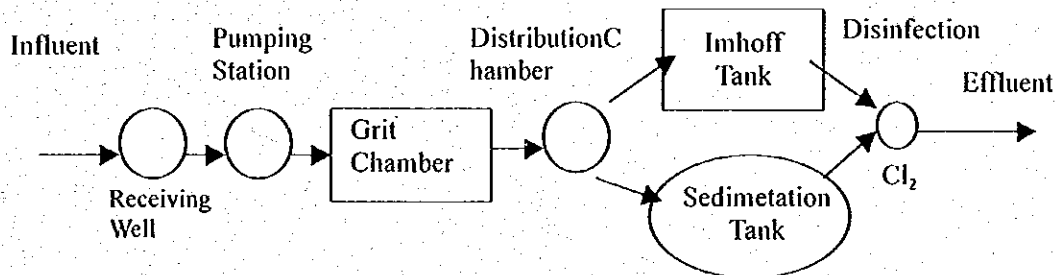 Influent
Receiving
Well
Pumping
Station
Grit
Chamber
DistributionC
hamber
Imhoff
Tank
Sedimetation
Tank
Disinfection
Cl₂
Effluent